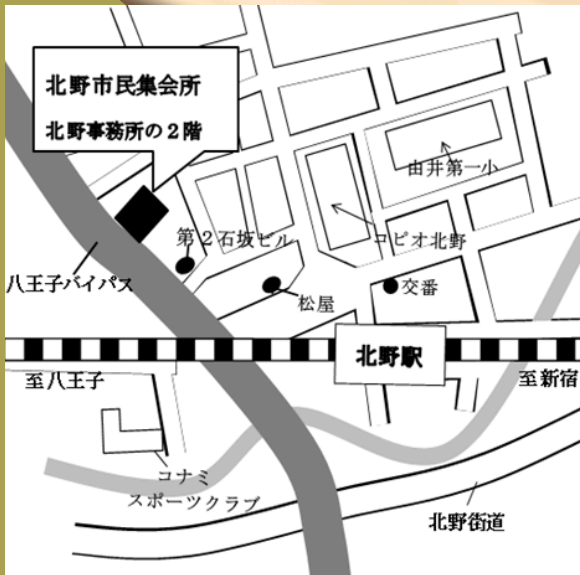 北野市民集会所
北野事務所の２階
由井第一小
第２石坂ビル
コピオ北野
八王子バイパス
松屋
交番
北野駅
至八王子
至新宿
コナミ
スポーツクラブ
北野街道